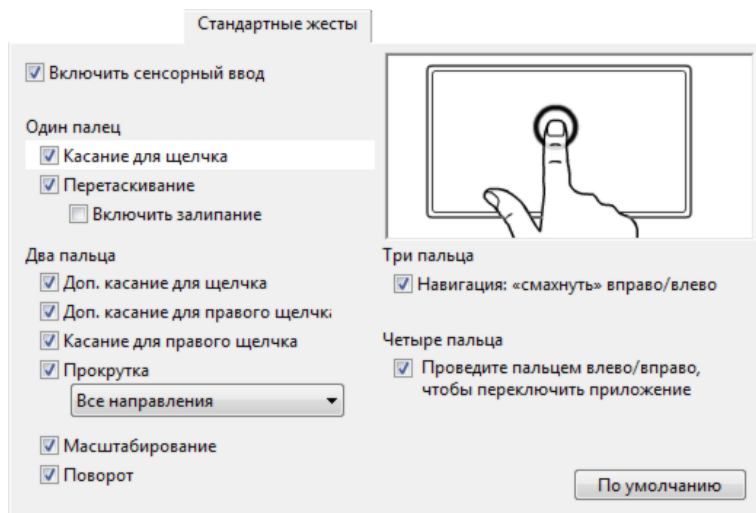 Стандартные жесты
Включить сенсорный ввод
Один палец
Касание для щелчка
Перетаскивание
Включить залипание
Два пальца
Доп. касание для щелчка
Доп. касание для правого щелчка
Касание для правого щелчка
Прокрутка
Все направления
Масштабирование
Поворот
Три пальца
Навигация: «смахнуть» вправо/влево
Четыре пальца
Проведите пальцем влево/вправо,
чтобы переключить приложение
По умолчанию